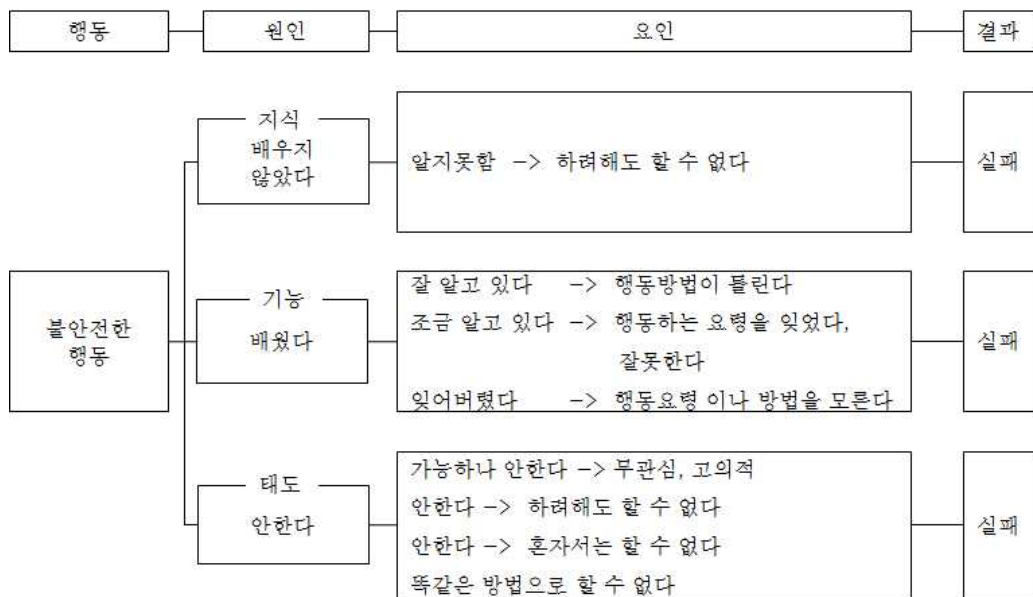 행동 원인 요인 결과
지식
배우지
않았다
알지못함 -> 하려해도 할 수 없다
실패
불안전한
행동
기능
배웠다
잘 알고 있다 -> 행동방법이 틀린다
조금 알고 있다 -> 행동하는 요령을 잊었다,
잘못한다
잊어버렸다 -> 행동요령 이나 방법을 모른다
실패
태도
안한다
가능하나 안한다 -> 무관심, 고의적
안한다 -> 하려해도 할 수 없다
안한다 -> 혼자서는 할 수 없다
똑같은 방법으로 할 수 없다
실패